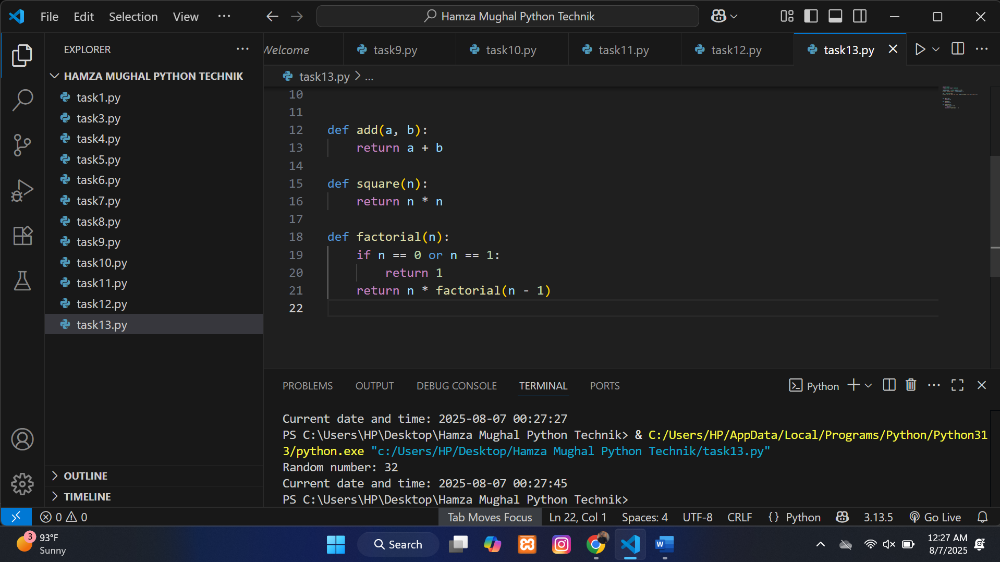 File Edit Selection View ...
Hamza Mughal Python Technik
EXPLORER
HAMZA MUGHAL PYTHON TECHNIK
task1.py
task3.py
task4.py
task5.py
task6.py
task7.py
task8.py
task9.py
task10.py
task11.py
task12.py
task13.py
OUTLINE
TIMELINE
Welcome task9.py task10.py task11.py task12.py task13.py
task13.py > ...
10
11
12 def add(a, b):
13     return a + b
14
15 def square(n):
16     return n * n
17
18 def factorial(n):
19     if n == 0 or n == 1:
20         return 1
21     return n * factorial(n - 1)
22
PROBLEMS OUTPUT DEBUG CONSOLE TERMINAL PORTS
Python
Current date and time: 2025-08-07 00:27:27
PS C:\Users\HP\Desktop\Hamza Mughal Python Technik> & C:/Users/HP/AppData/Local/Programs/Python/Python31
3/python.exe "c:/Users/HP/Desktop/Hamza Mughal Python Technik/task13.py"
Random number: 32
Current date and time: 2025-08-07 00:27:45
PS C:\Users\HP\Desktop\Hamza Mughal Python Technik>
0 0 Tab Moves Focus Ln 22, Col 1 Spaces: 4 UTF-8 CRLF {} Python 3.13.5 Go Live
3 93°F
Sunny
Search
W
12:27 AM
8/7/2025